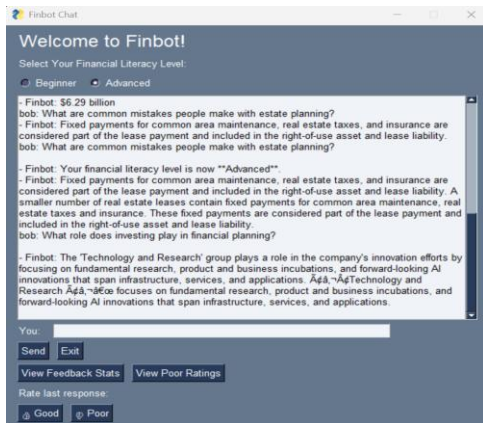 Finbot Chat
Welcome to Finbot!
Select Your Financial Literacy Level:
Beginner Advanced
- Finbot: $6.29 billion
bob: What are common mistakes people make with estate planning?
- Finbot: Fixed payments for common area maintenance, real estate taxes, and insurance are
considered part of the lease payment and included in the right-of-use asset and lease liability.
bob: What are common mistakes people make with estate planning?
- Finbot: Your financial literacy level is now **Advanced**.
- Finbot: Fixed payments for common area maintenance, real estate taxes, and insurance are
considered part of the lease payment and included in the right-of-use asset and lease liability. A
smaller number of real estate leases contain fixed payments for common area maintenance, real
estate taxes and insurance. These fixed payments are considered part of the lease payment and
included in the right-of-use asset and lease liability.
bob: What role does investing play in financial planning?
- Finbot: The 'Technology and Research' group plays a role in the company's innovation efforts by
focusing on fundamental research, product and business incubations, and forward-looking AI
innovations that span infrastructure, services, and applications. Technology and
Research focuses on fundamental research, product and business incubations, and
forward-looking AI innovations that span infrastructure, services, and applications.
You:
Send Exit
View Feedback Stats View Poor Ratings
Rate last response:
Good Poor